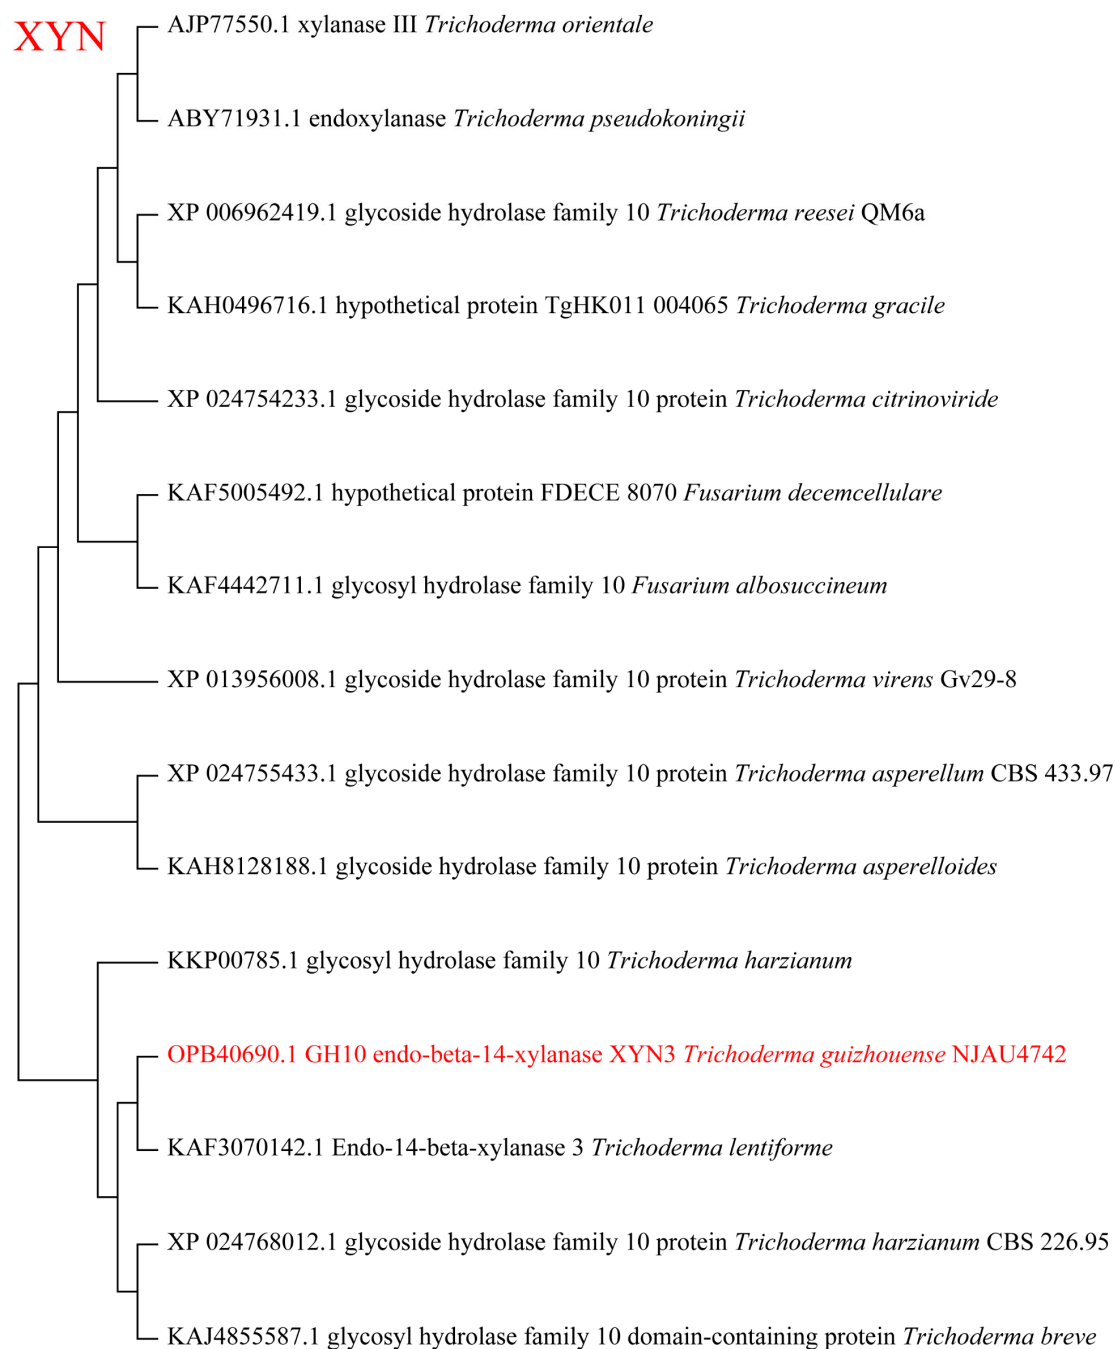 XYN
AJP77550.1 xylanase III Trichoderma orientale
ABY71931.1 endoxylanase Trichoderma pseudokoningii
XP 006962419.1 glycoside hydrolase family 10 Trichoderma reesei QM6a
KAH0496716.1 hypothetical protein TgHK011 004065 Trichoderma gracile
XP 024754233.1 glycoside hydrolase family 10 protein Trichoderma citrinoviride
KAF5005492.1 hypothetical protein FDECE 8070 Fusarium decemcellulare
KAF4442711.1 glycosyl hydrolase family 10 Fusarium albosuccineum
XP 013956008.1 glycoside hydrolase family 10 protein Trichoderma virens Gv29-8
XP 024755433.1 glycoside hydrolase family 10 protein Trichoderma asperellum CBS 433.97
KAH8128188.1 glycoside hydrolase family 10 protein Trichoderma asperelloides
KKP00785.1 glycosyl hydrolase family 10 Trichoderma harzianum
OPB40690.1 GH10 endo-beta-14-xylanase XYN3 Trichoderma guizhouense NJAU4742
KAF3070142.1 Endo-14-beta-xylanase 3 Trichoderma lentiforme
XP 024768012.1 glycoside hydrolase family 10 protein Trichoderma harzianum CBS 226.95
KAJ4855587.1 glycosyl hydrolase family 10 domain-containing protein Trichoderma breve